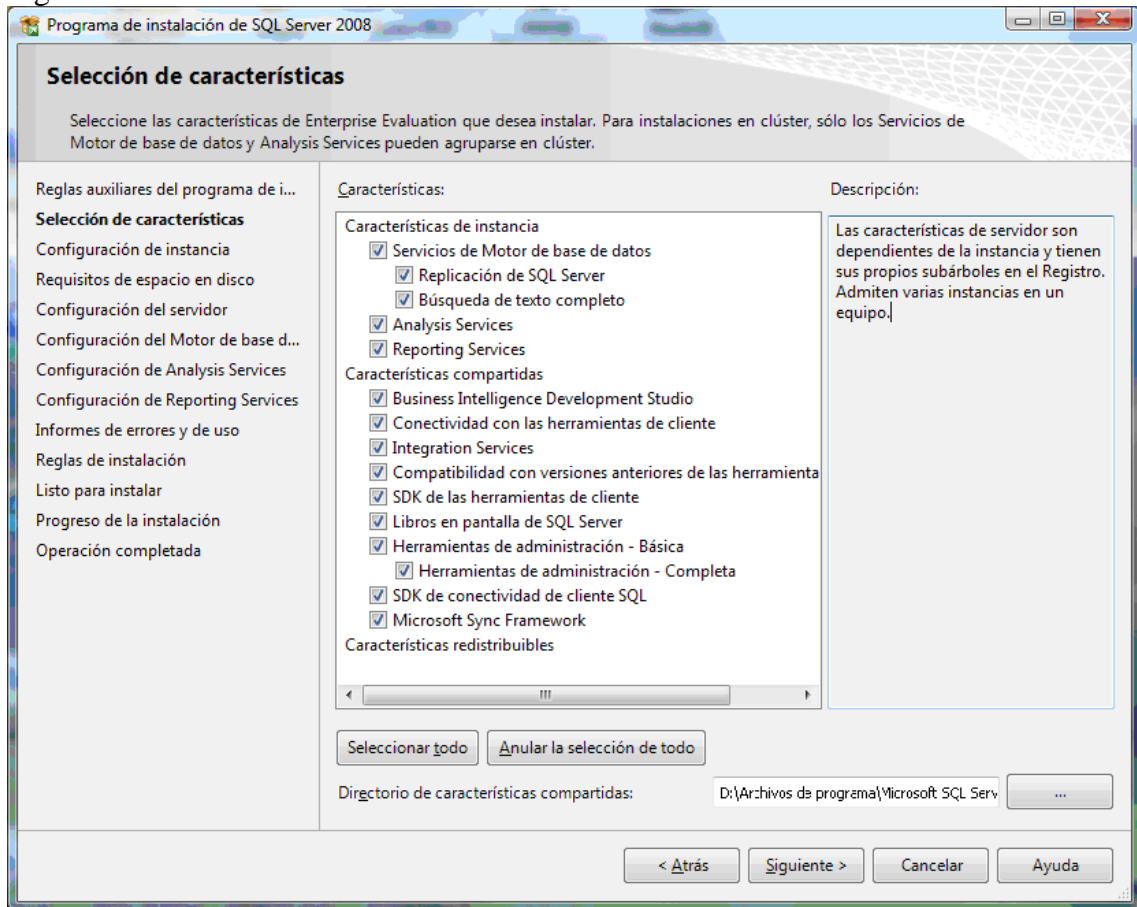 Programa de instalación de SQL Server 2008
Selección de características
Seleccione las características de Enterprise Evaluation que desea instalar. Para instalaciones en clúster, sólo los Servicios de
Motor de base de datos y Analysis Services pueden agruparse en clúster.
Reglas auxiliares del programa de i...
Selección de características
Configuración de instancia
Requisitos de espacio en disco
Configuración del servidor
Configuración del Motor de base d...
Configuración de Analysis Services
Configuración de Reporting Services
Informes de errores y de uso
Reglas de instalación
Listo para instalar
Progreso de la instalación
Operación completada
Características:
Características de instancia
Servicios de Motor de base de datos
Replicación de SQL Server
Búsqueda de texto completo
Analysis Services
Reporting Services
Características compartidas
Business Intelligence Development Studio
Conectividad con las herramientas de cliente
Integration Services
Compatibilidad con versiones anteriores de las herramienta
SDK de las herramientas de cliente
Libros en pantalla de SQL Server
Herramientas de administración - Básica
Herramientas de administración - Completa
SDK de conectividad de cliente SQL
Microsoft Sync Framework
Características redistribuibles
Descripción:
Las características de servidor son
dependientes de la instancia y tienen
sus propios subárboles en el Registro.
Admiten varias instancias en un
equipo.
Seleccionar todo
Anular la selección de todo
Directorio de características compartidas:
D:\Archivos de programa\Microsoft SQL Serv
...
< Atrás
Siguiente >
Cancelar
Ayuda